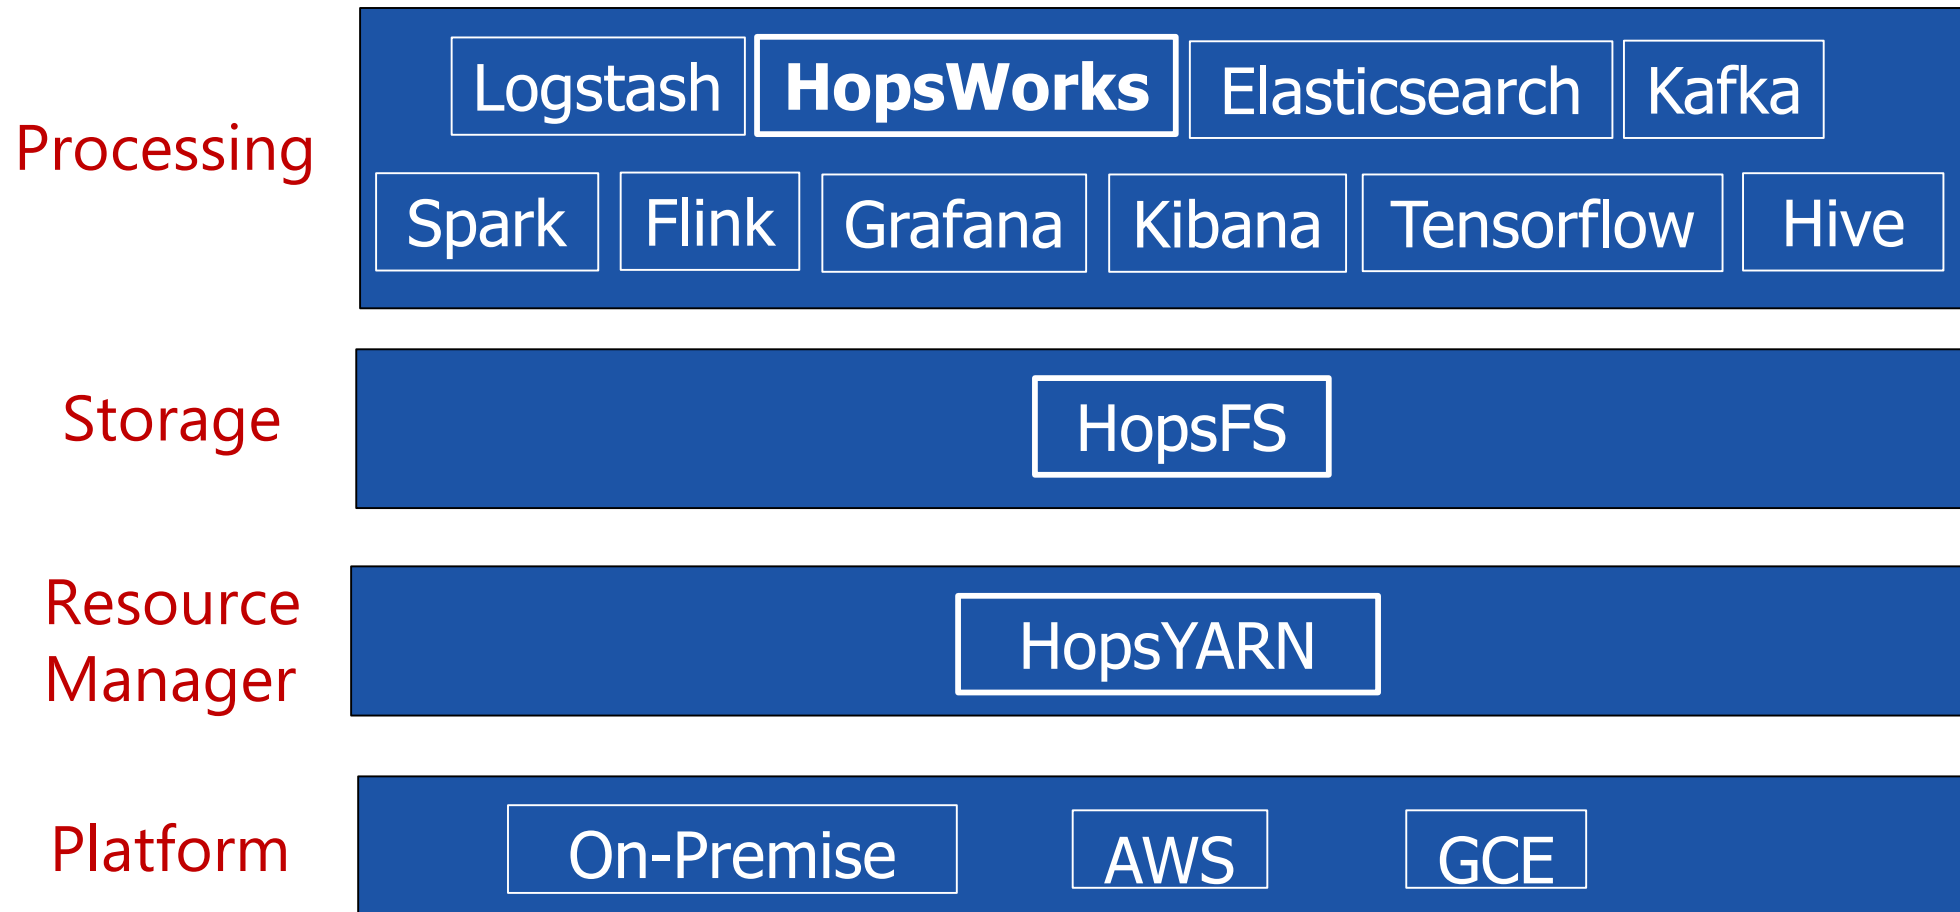 Processing
Logstash HopsWorks Elasticsearch Kafka
Spark Flink Grafana Kibana Tensorflow Hive
Storage
HopsFS
Resource
Manager
HopsYARN
Platform
On-Premise AWS GCE